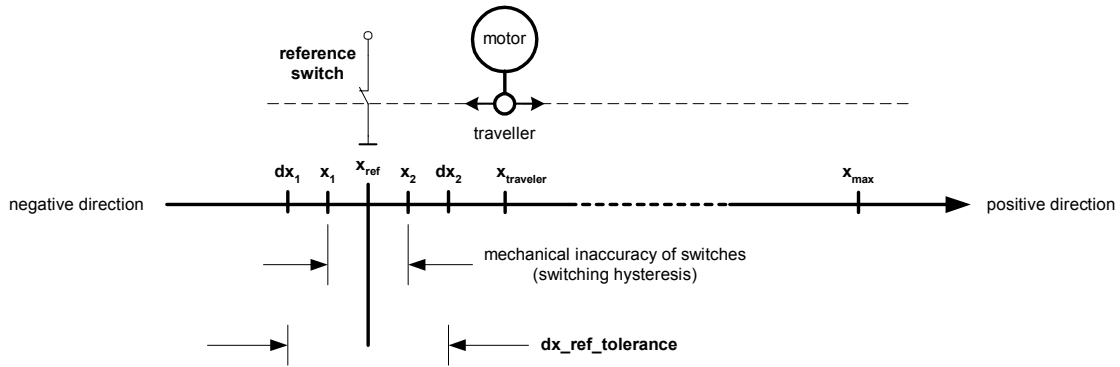 motor
reference
switch
traveller
dx1 x1 xref x2 dx2 xtraveler xmax
negative direction positive direction
mechanical inaccuracy of switches
(switching hysteresis)
dx_ref_tolerance